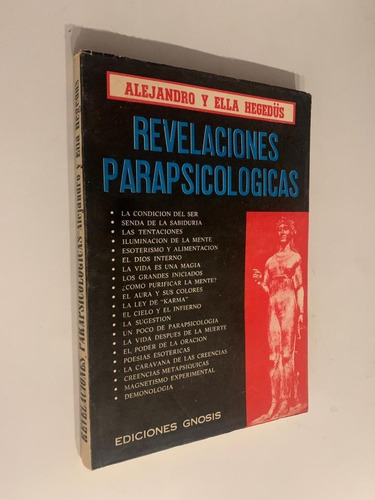 ALEJANDRO Y ELLA HEGEDÜS
REVELACIONES
PARAPSICOLOGICAS
• LA CONDICION DEL SER
• SENDA DE LA SABIDURIA
• LAS TENTACIONES
• ILUMINACION DE LA MENTE
• ESOTERISMO Y ALIMENTACION
• EL DIOS INTERNO
• LA VIDA ES UNA MAGIA
• LOS GRANDES INICIADOS
• ¿COMO PURIFICAR LA MENTE?
• EL AURA Y SUS COLORES
• LA LEY DE "KARMA"
• EL CIELO Y EL INFIERNO
• LA SUGESTION
• UN POCO DE PARAPSICOLOGIA
• LA VIDA DESPUES DE LA MUERTE
• EL PODER DE LA ORACION
• POESIAS ESOTERICAS
• LA CARAVANA DE LAS CREENCIAS
• CREENCIAS METAPSIQUICAS
• MAGNETISMO EXPERIMENTAL
• DEMONOLOGIA
EDICIONES GNOSIS
REVELACIONES PARAPSICOLOGICAS Alejandro y Ella Hegedüs